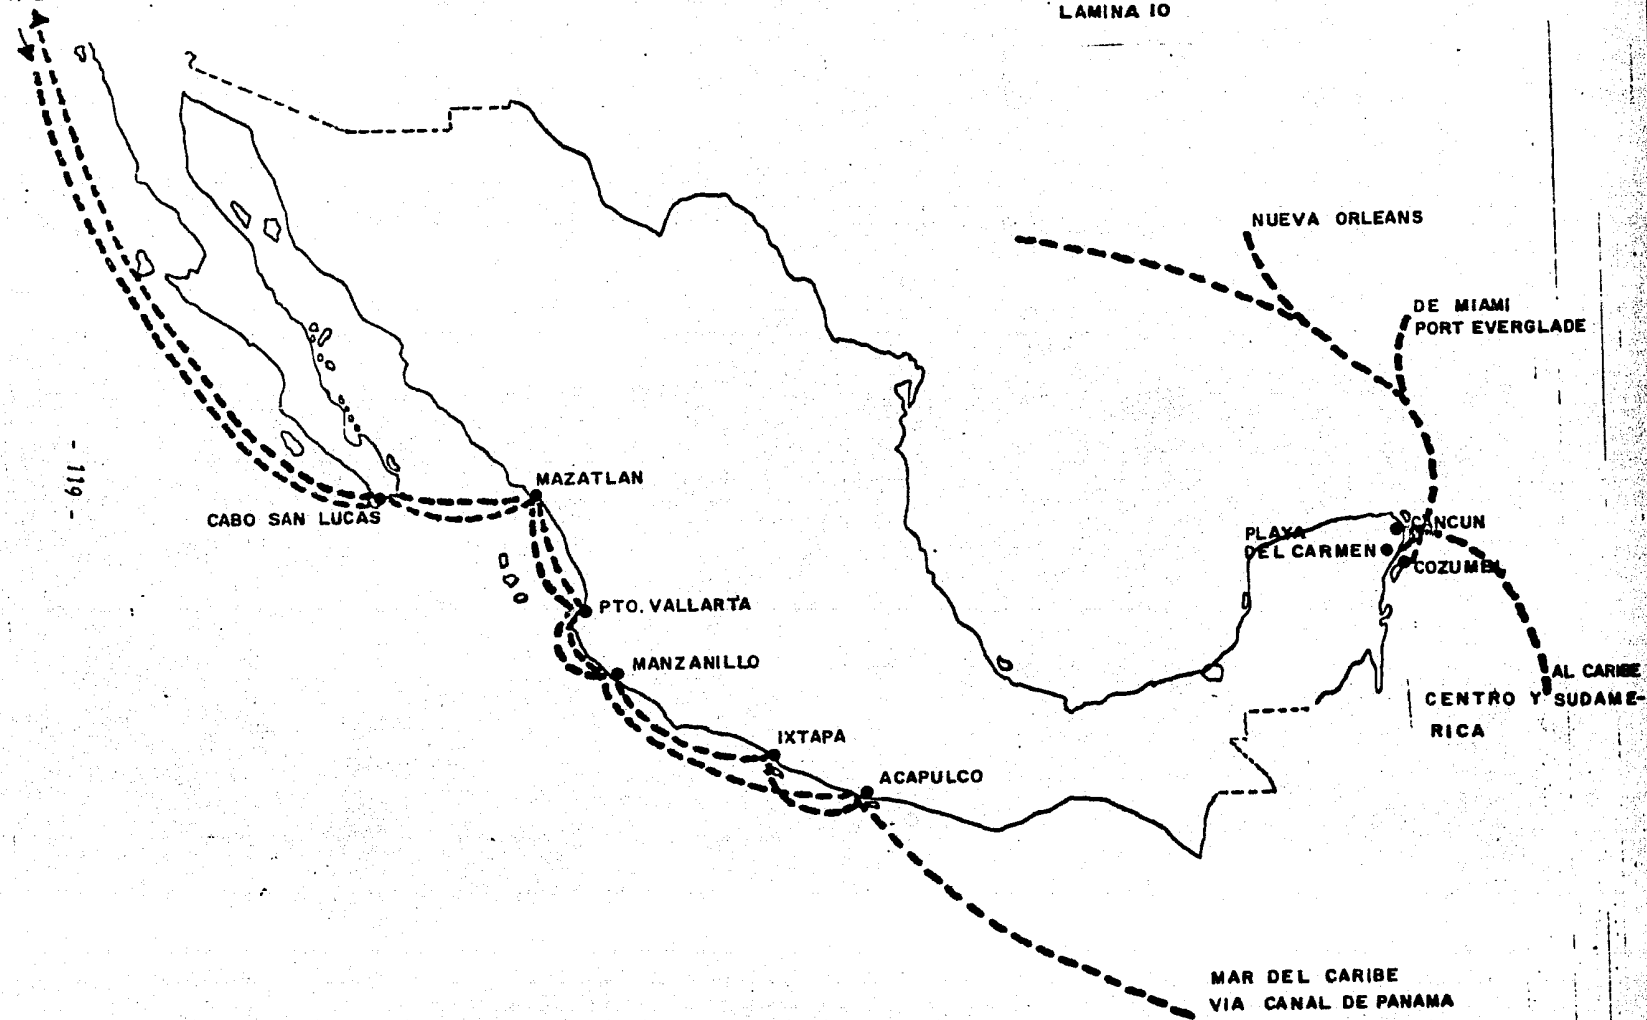 LAMINA 10
NUEVA ORLEANS
DE MIAMI
PORT EVERGLADE
MAZATLAN
CABO SAN LUCAS
CANCUN
PLAYA
DEL CARMEN
COZUMEL
PTO. VALLARTA
MANZANILLO
AL CARIBE
CENTRO Y SUDAME-
RICA
IXTAPA
ACAPULCO
MAR DEL CARIBE
VIA CANAL DE PANAMA
- 119 -